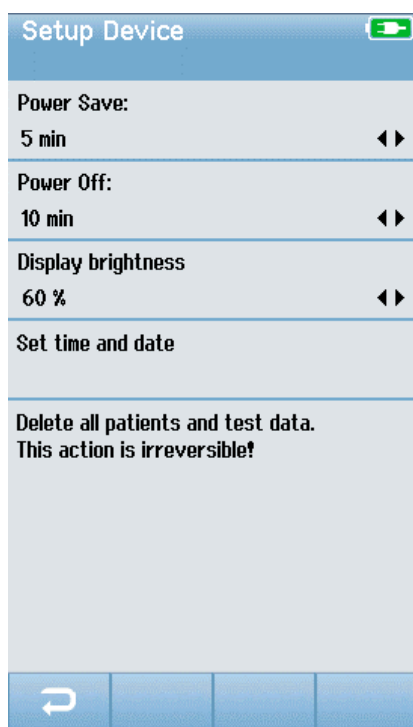 Setup Device
Power Save:
5 min
Power Off:
10 min
Display brightness
60 %
Set time and date
Delete all patients and test data.
This action is irreversible!